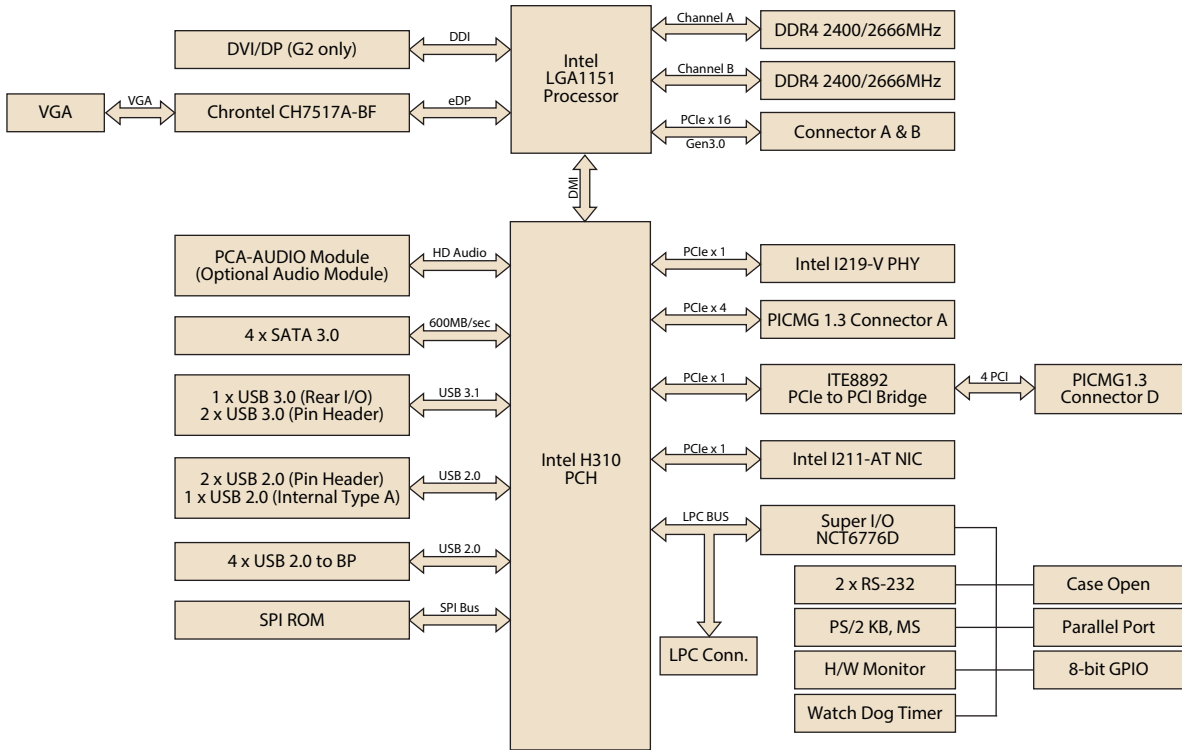 DVI/DP (G2 only)
DDI
Intel
LGA1151
Processor
Channel A
DDR4 2400/2666MHz
Channel B
DDR4 2400/2666MHz
VGA
VGA
Chrontel CH7517A-BF
eDP
PCIe x 16
Gen3.0
Connector A & B
DMI
PCA-AUDIO Module
(Optional Audio Module)
HD Audio
4 x SATA 3.0
600MB/sec
1 x USB 3.0 (Rear I/O)
2 x USB 3.0 (Pin Header)
USB 3.1
2 x USB 2.0 (Pin Header)
1 x USB 2.0 (Internal Type A)
USB 2.0
4 x USB 2.0 to BP
USB 2.0
SPI ROM
SPI Bus
Intel H310
PCH
PCIe x 1
Intel I219-V PHY
PCIe x 4
PICMG 1.3 Connector A
PCIe x 1
ITE8892
PCIe to PCI Bridge
4 PCI
PICMG1.3
Connector D
PCIe x 1
Intel I211-AT NIC
LPC BUS
Super I/O
NCT6776D
LPC Conn.
2 x RS-232
Case Open
PS/2 KB, MS
Parallel Port
H/W Monitor
8-bit GPIO
Watch Dog Timer